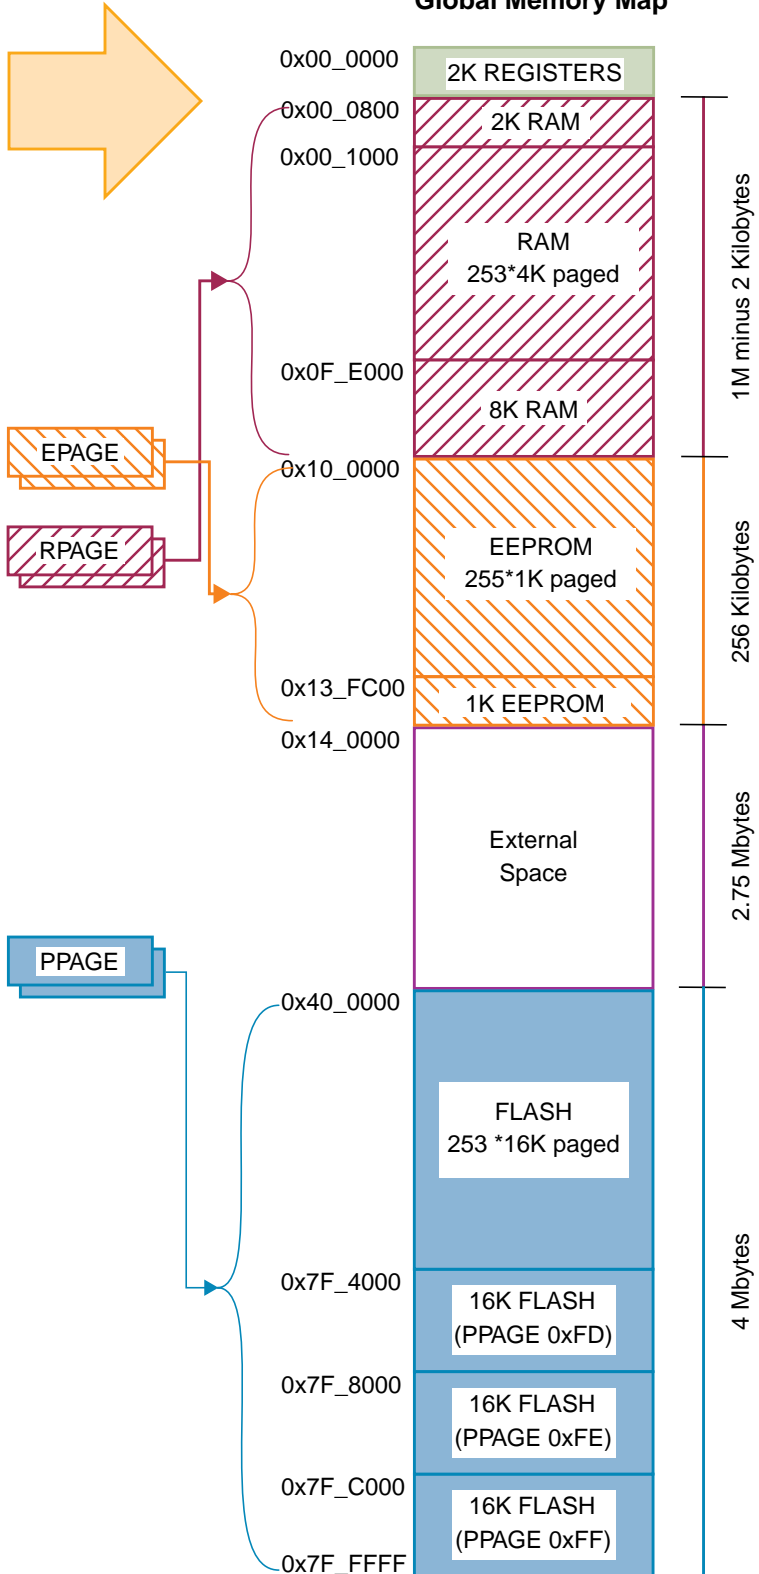 Global Memory Map
0x00_0000
2K REGISTERS
0x00_0800
2K RAM
0x00_1000
RAM
253*4K paged
1M minus 2 Kilobytes
0x0F_E000
8K RAM
EPAGE
0x10_0000
RPAGE
EEPROM
255*1K paged
256 Kilobytes
0x13_FC00
1K EEPROM
0x14_0000
External
Space
2.75 Mbytes
PPAGE
0x40_0000
FLASH
253 *16K paged
4 Mbytes
0x7F_4000
16K FLASH
(PPAGE 0xFD)
0x7F_8000
16K FLASH
(PPAGE 0xFE)
0x7F_C000
16K FLASH
(PPAGE 0xFF)
0x7F_FFFF